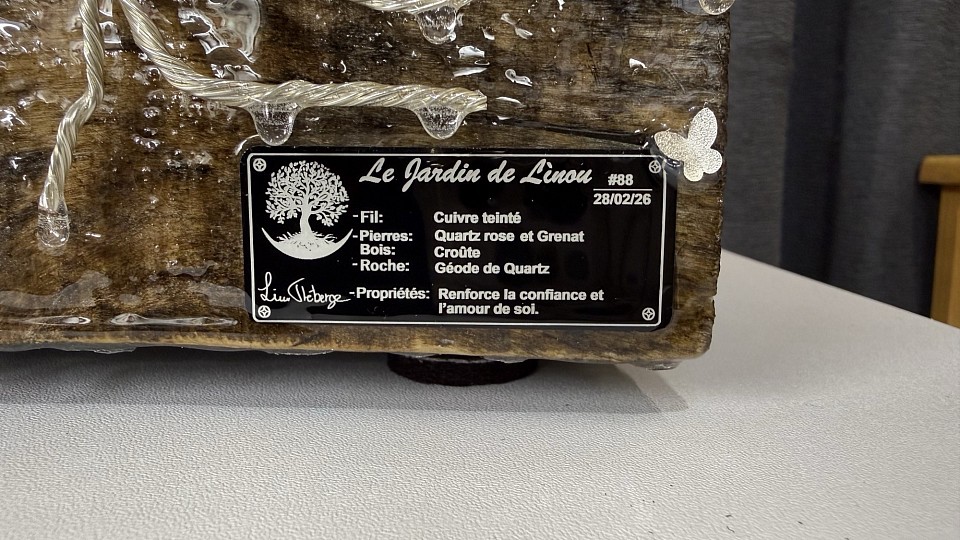 Le Jardin de Lìnou
#88
28/02/26
-Fil: Cuivre teinté
-Pierres: Quartz rose et Grenat
Bois: Croûte
-Roche: Géode de Quartz
-Propriétés: Renforce la confiance et
l'amour de soi.